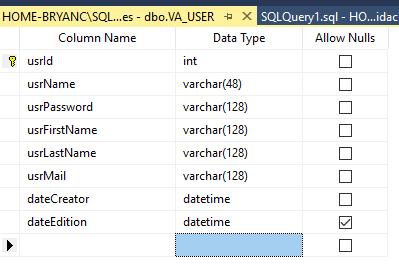 HOME-BRYANC\SQL...es - dbo.VA_USER SQLQuery1.sql - HO...idac
Column Name Data Type Allow Nulls
usrId int
usrName varchar(48)
usrPassword varchar(128)
usrFirstName varchar(128)
usrLastName varchar(128)
usrMail varchar(128)
dateCreator datetime
dateEdition datetime